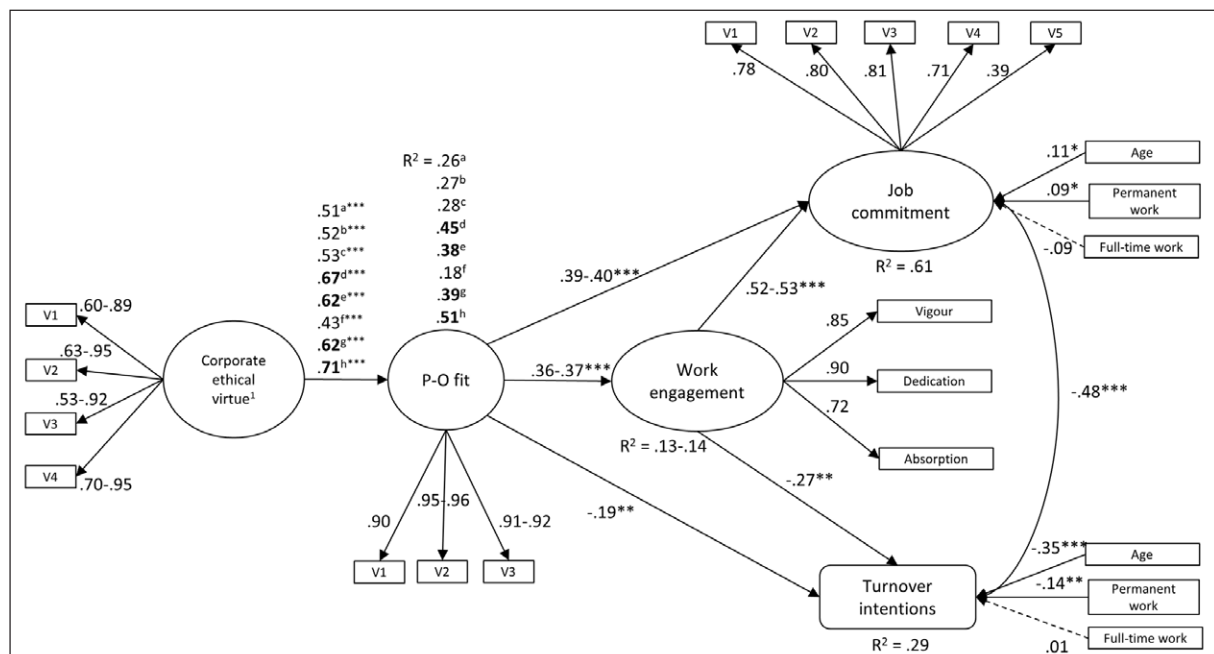 V1
V2
V3
V4
V5
.78
.80
.81
.71
.39
R² = .26ᵃ
.27ᵇ
.28ᶜ
.45ᵈ
.38ᵉ
.18ᶠ
.39ᵍ
.51ʰ
.51ᵃ***
.52ᵇ***
.53ᶜ***
.67ᵈ***
.62ᵉ***
.43ᶠ***
.62ᵍ***
.71ʰ***
Job
commitment
R² = .61
.11*
Age
.09*
Permanent
work
-.09
Full-time work
.39-.40***
.52-.53***
V1
.60-.89
V2
.63-.95
V3
.53-.92
V4
.70-.95
Corporate
ethical
virtue¹
P-O fit
.36-.37***
Work
engagement
R² = .13-.14
.85
Vigour
.90
Dedication
.72
Absorption
-.48***
.90
.95-.96
.91-.92
V1
V2
V3
-.19**
-.27**
Turnover
intentions
R² = .29
-.35***
Age
-.14**
Permanent
work
.01
Full-time work